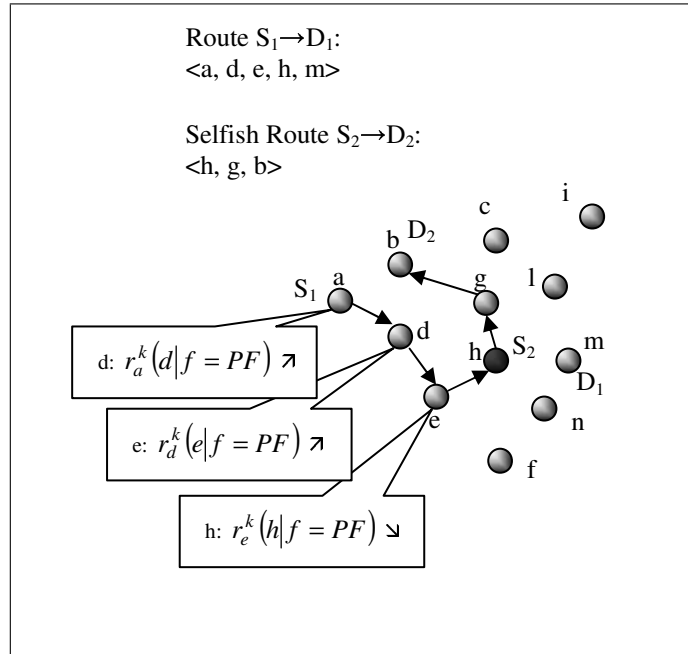 Route S₁→D₁:
<a, d, e, h, m>
Selfish Route S₂→D₂:
<h, g, b>
i
c
D₂
b
l
g
a
S₁
d
h
S₂
m
D₁
d: rₐᵏ(d|f = PF) ↗
e: r_dᵏ(e|f = PF) ↗
e
n
f
h: rₑᵏ(h|f = PF) ↘